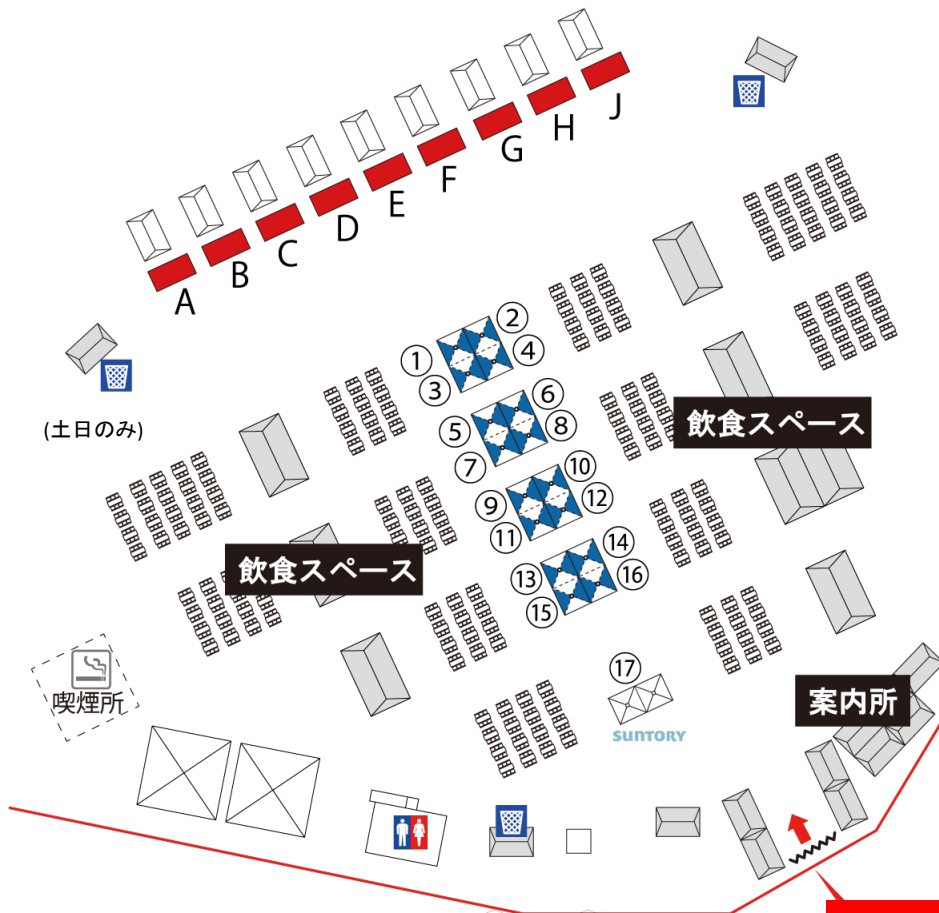 J
H
G
F
E
D
C
B
A
②
①
④
③
(土日のみ)
⑥
⑤
⑧
⑦
飲食スペース
⑩
⑨
⑫
⑪
飲食スペース
⑭
⑬
⑯
⑮
⑰
喫煙所
案内所
SUNTORY